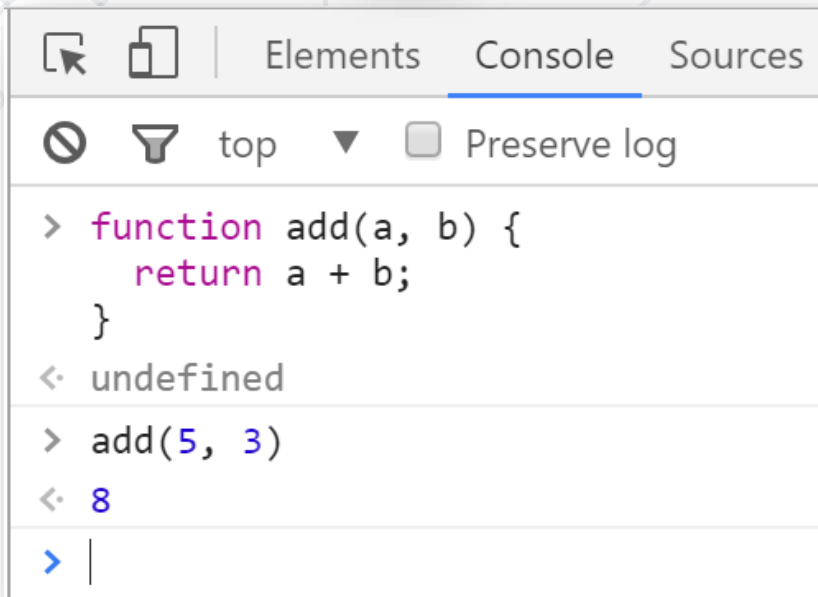 Elements Console Sources
top Preserve log
> function add(a, b) {
return a + b;
}
undefined
> add(5, 3)
8
>